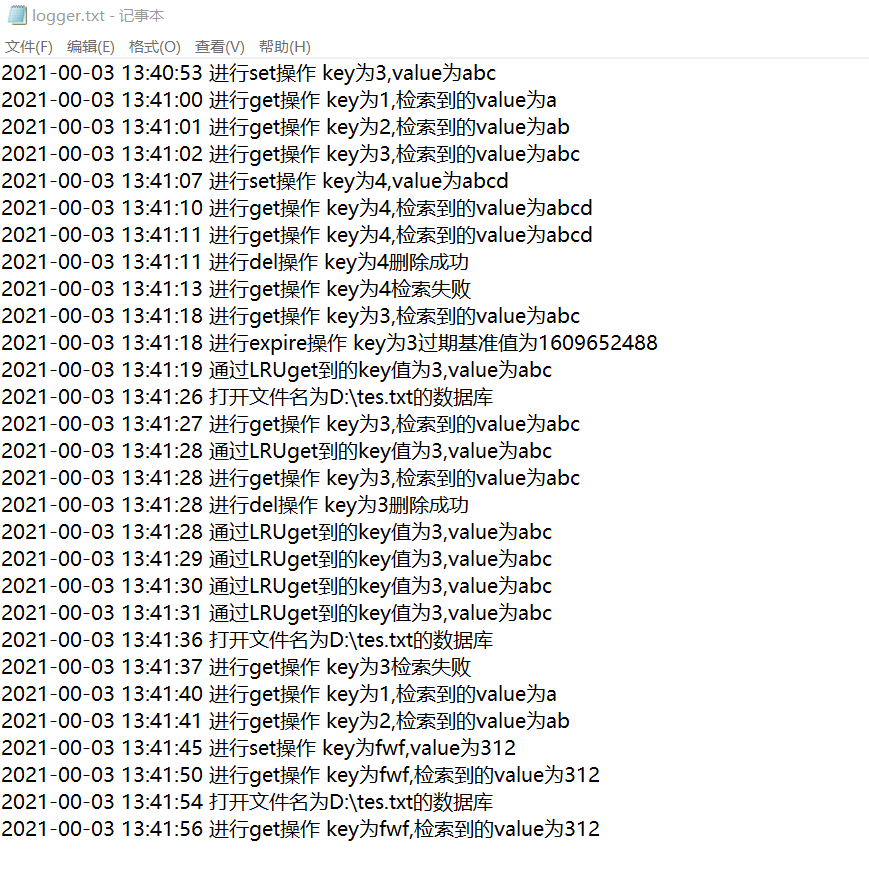 logger.txt - 记事本
文件(F) 编辑(E) 格式(O) 查看(V) 帮助(H)
2021-00-03 13:40:53 进行set操作 key为3,value为abc
2021-00-03 13:41:00 进行get操作 key为1,检索到的value为a
2021-00-03 13:41:01 进行get操作 key为2,检索到的value为ab
2021-00-03 13:41:02 进行get操作 key为3,检索到的value为abc
2021-00-03 13:41:07 进行set操作 key为4,value为abcd
2021-00-03 13:41:10 进行get操作 key为4,检索到的value为abcd
2021-00-03 13:41:11 进行get操作 key为4,检索到的value为abcd
2021-00-03 13:41:11 进行del操作 key为4删除成功
2021-00-03 13:41:13 进行get操作 key为4检索失败
2021-00-03 13:41:18 进行get操作 key为3,检索到的value为abc
2021-00-03 13:41:18 进行expire操作 key为3过期基准值为1609652488
2021-00-03 13:41:19 通过LRUget到的key值为3,value为abc
2021-00-03 13:41:26 打开文件名为D:\tes.txt的数据库
2021-00-03 13:41:27 进行get操作 key为3,检索到的value为abc
2021-00-03 13:41:28 通过LRUget到的key值为3,value为abc
2021-00-03 13:41:28 进行get操作 key为3,检索到的value为abc
2021-00-03 13:41:28 进行del操作 key为3删除成功
2021-00-03 13:41:28 通过LRUget到的key值为3,value为abc
2021-00-03 13:41:29 通过LRUget到的key值为3,value为abc
2021-00-03 13:41:30 通过LRUget到的key值为3,value为abc
2021-00-03 13:41:31 通过LRUget到的key值为3,value为abc
2021-00-03 13:41:36 打开文件名为D:\tes.txt的数据库
2021-00-03 13:41:37 进行get操作 key为3检索失败
2021-00-03 13:41:40 进行get操作 key为1,检索到的value为a
2021-00-03 13:41:41 进行get操作 key为2,检索到的value为ab
2021-00-03 13:41:45 进行set操作 key为fwf,value为312
2021-00-03 13:41:50 进行get操作 key为fwf,检索到的value为312
2021-00-03 13:41:54 打开文件名为D:\tes.txt的数据库
2021-00-03 13:41:56 进行get操作 key为fwf,检索到的value为312